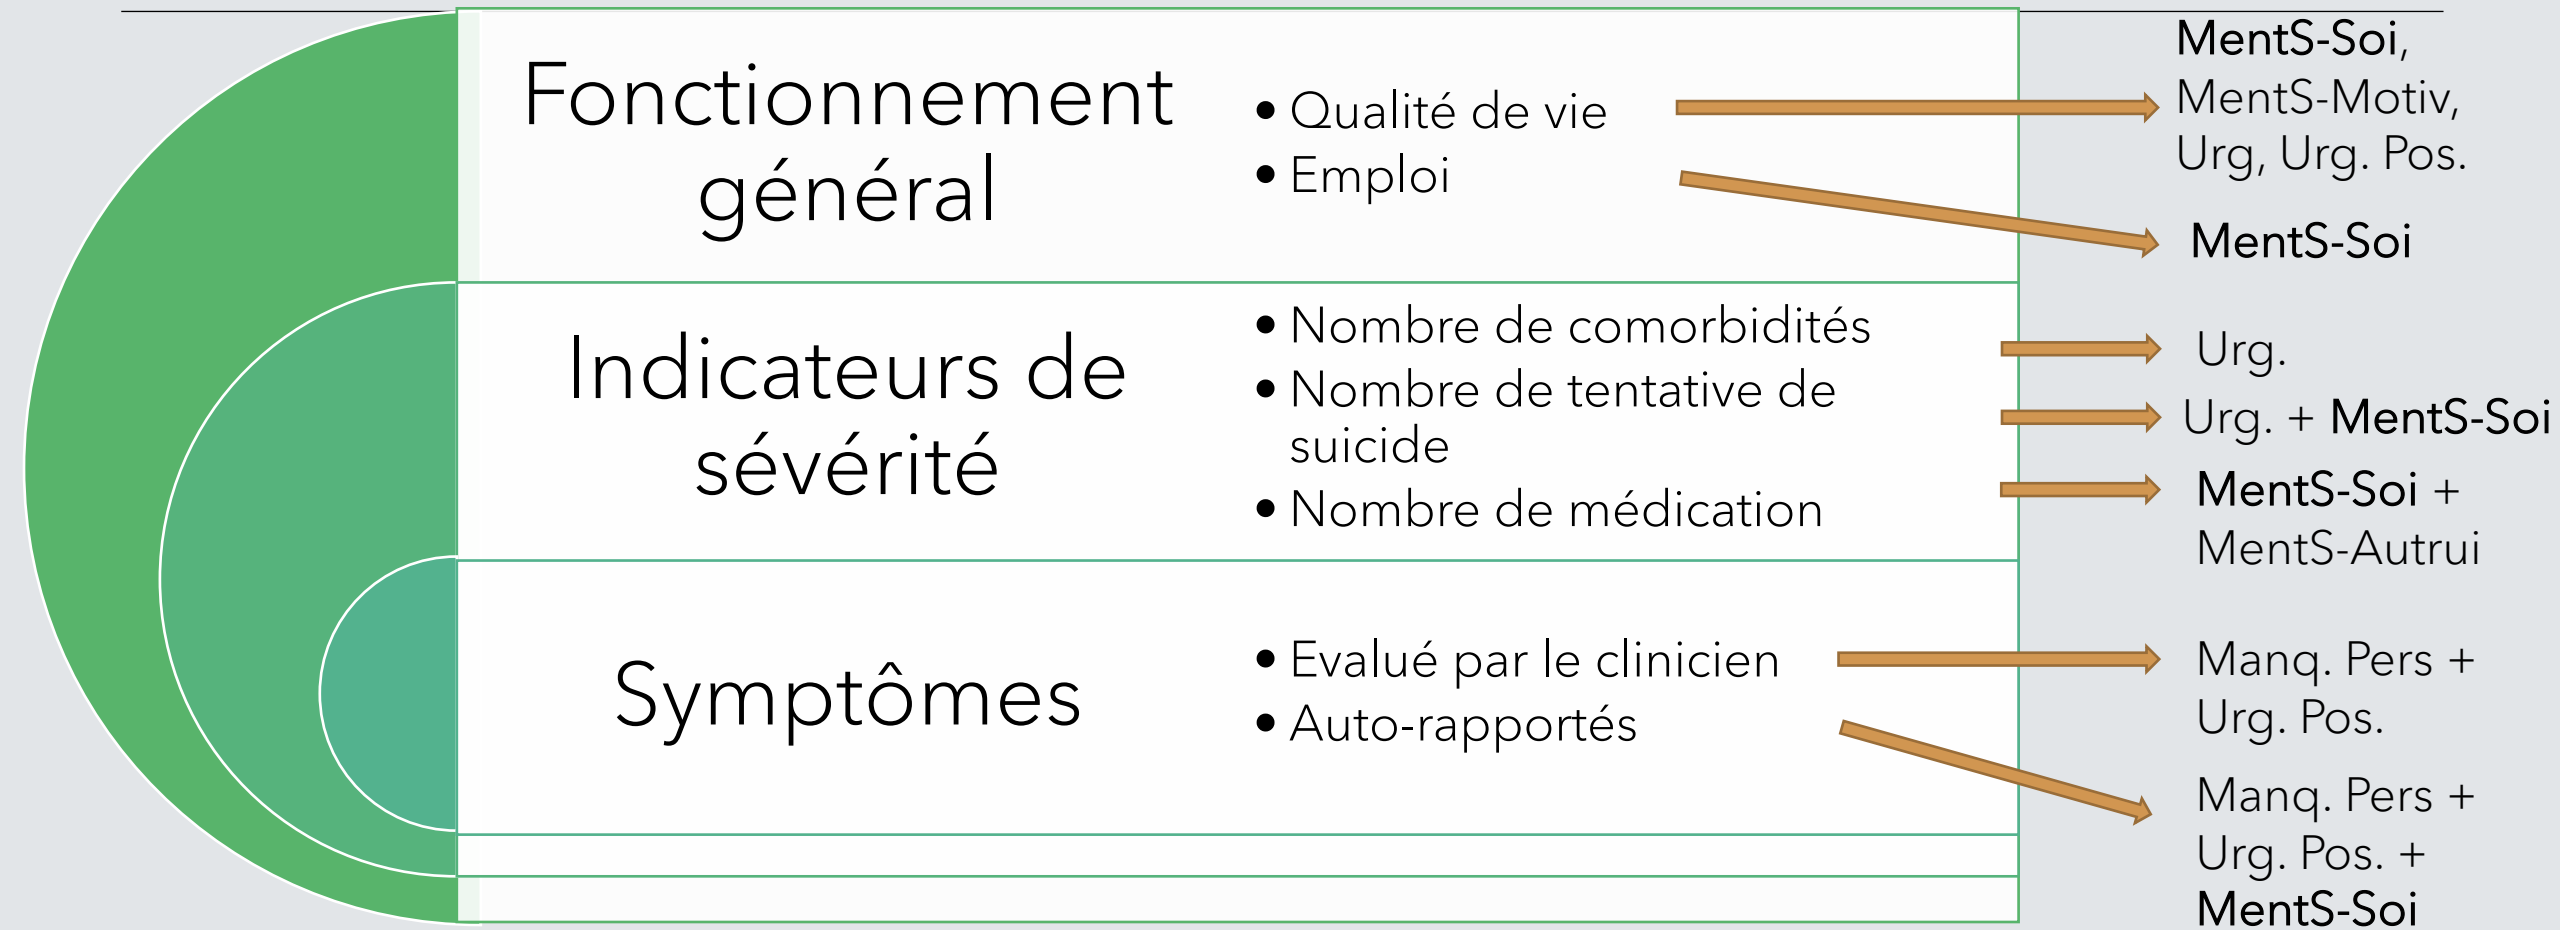 Fonctionnement
général
• Qualité de vie
• Emploi
MentS-Soi,
MentS-Motiv,
Urg, Urg. Pos.
MentS-Soi
Indicateurs de
sévérité
• Nombre de comorbidités
• Nombre de tentative de
suicide
• Nombre de médication
Urg.
Urg. + MentS-Soi
MentS-Soi +
MentS-Autrui
Symptômes
• Evalué par le clinicien
• Auto-rapportés
Manq. Pers +
Urg. Pos.
Manq. Pers +
Urg. Pos. +
MentS-Soi